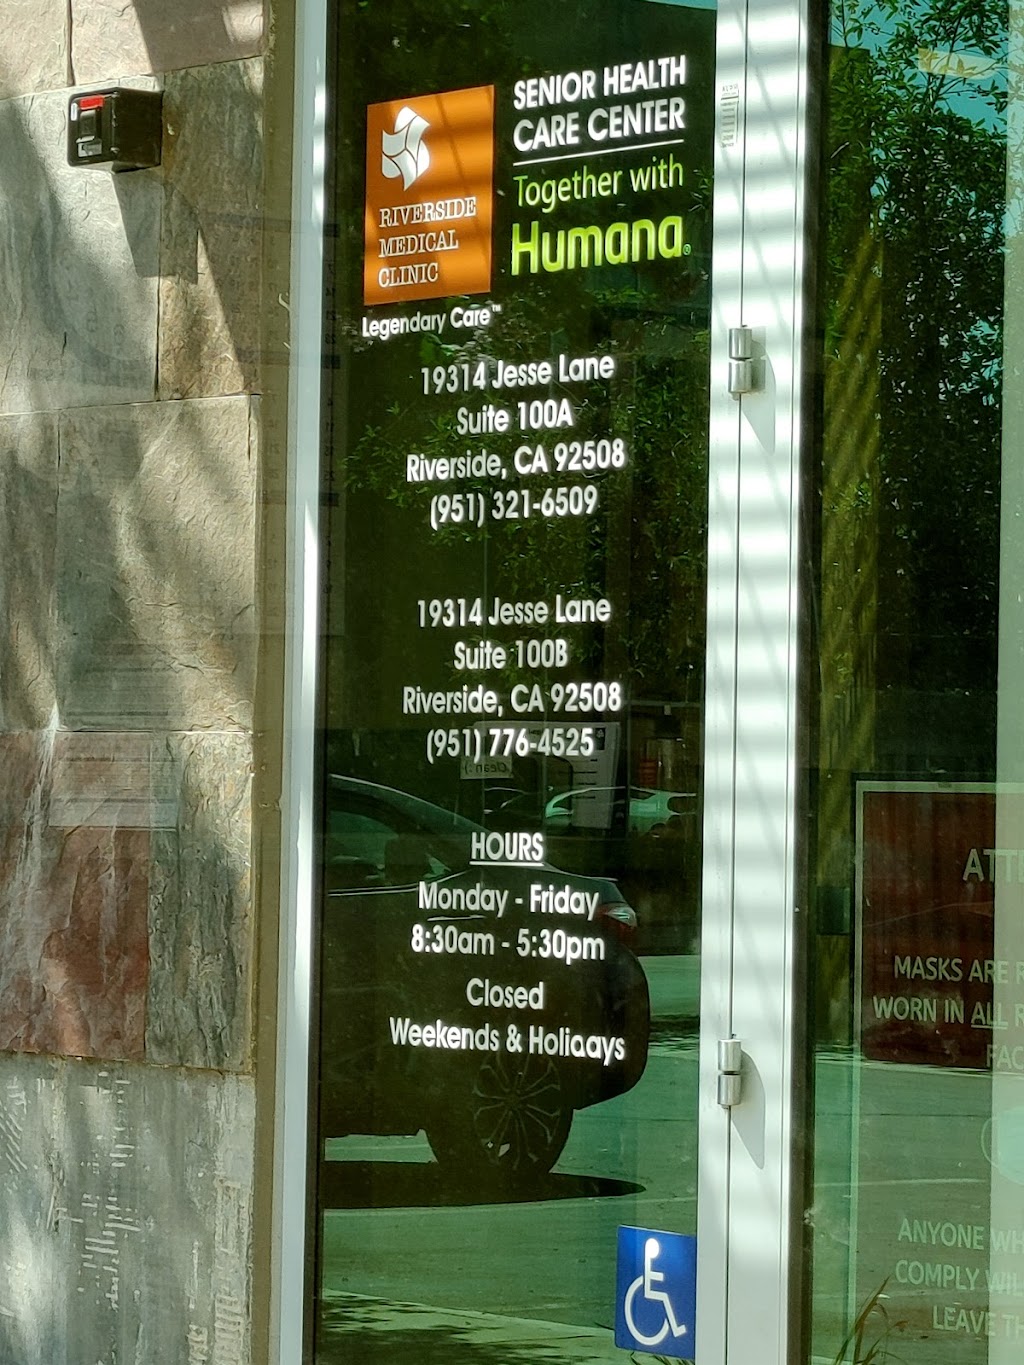 SENIOR HEALTH
CARE CENTER
Together with
Humana®
RIVERSIDE
MEDICAL
CLINIC
Legendary Care™
19314 Jesse Lane
Suite 100A
Riverside, CA 92508
(951) 321-6509
19314 Jesse Lane
Suite 100B
Riverside, CA 92508
(951) 776-4525
HOURS
Monday - Friday
8:30am - 5:30pm
Closed
Weekends & Holidays
MASKS ARE
WORN IN ALL
ANYONE
COMPLY
LEAVE